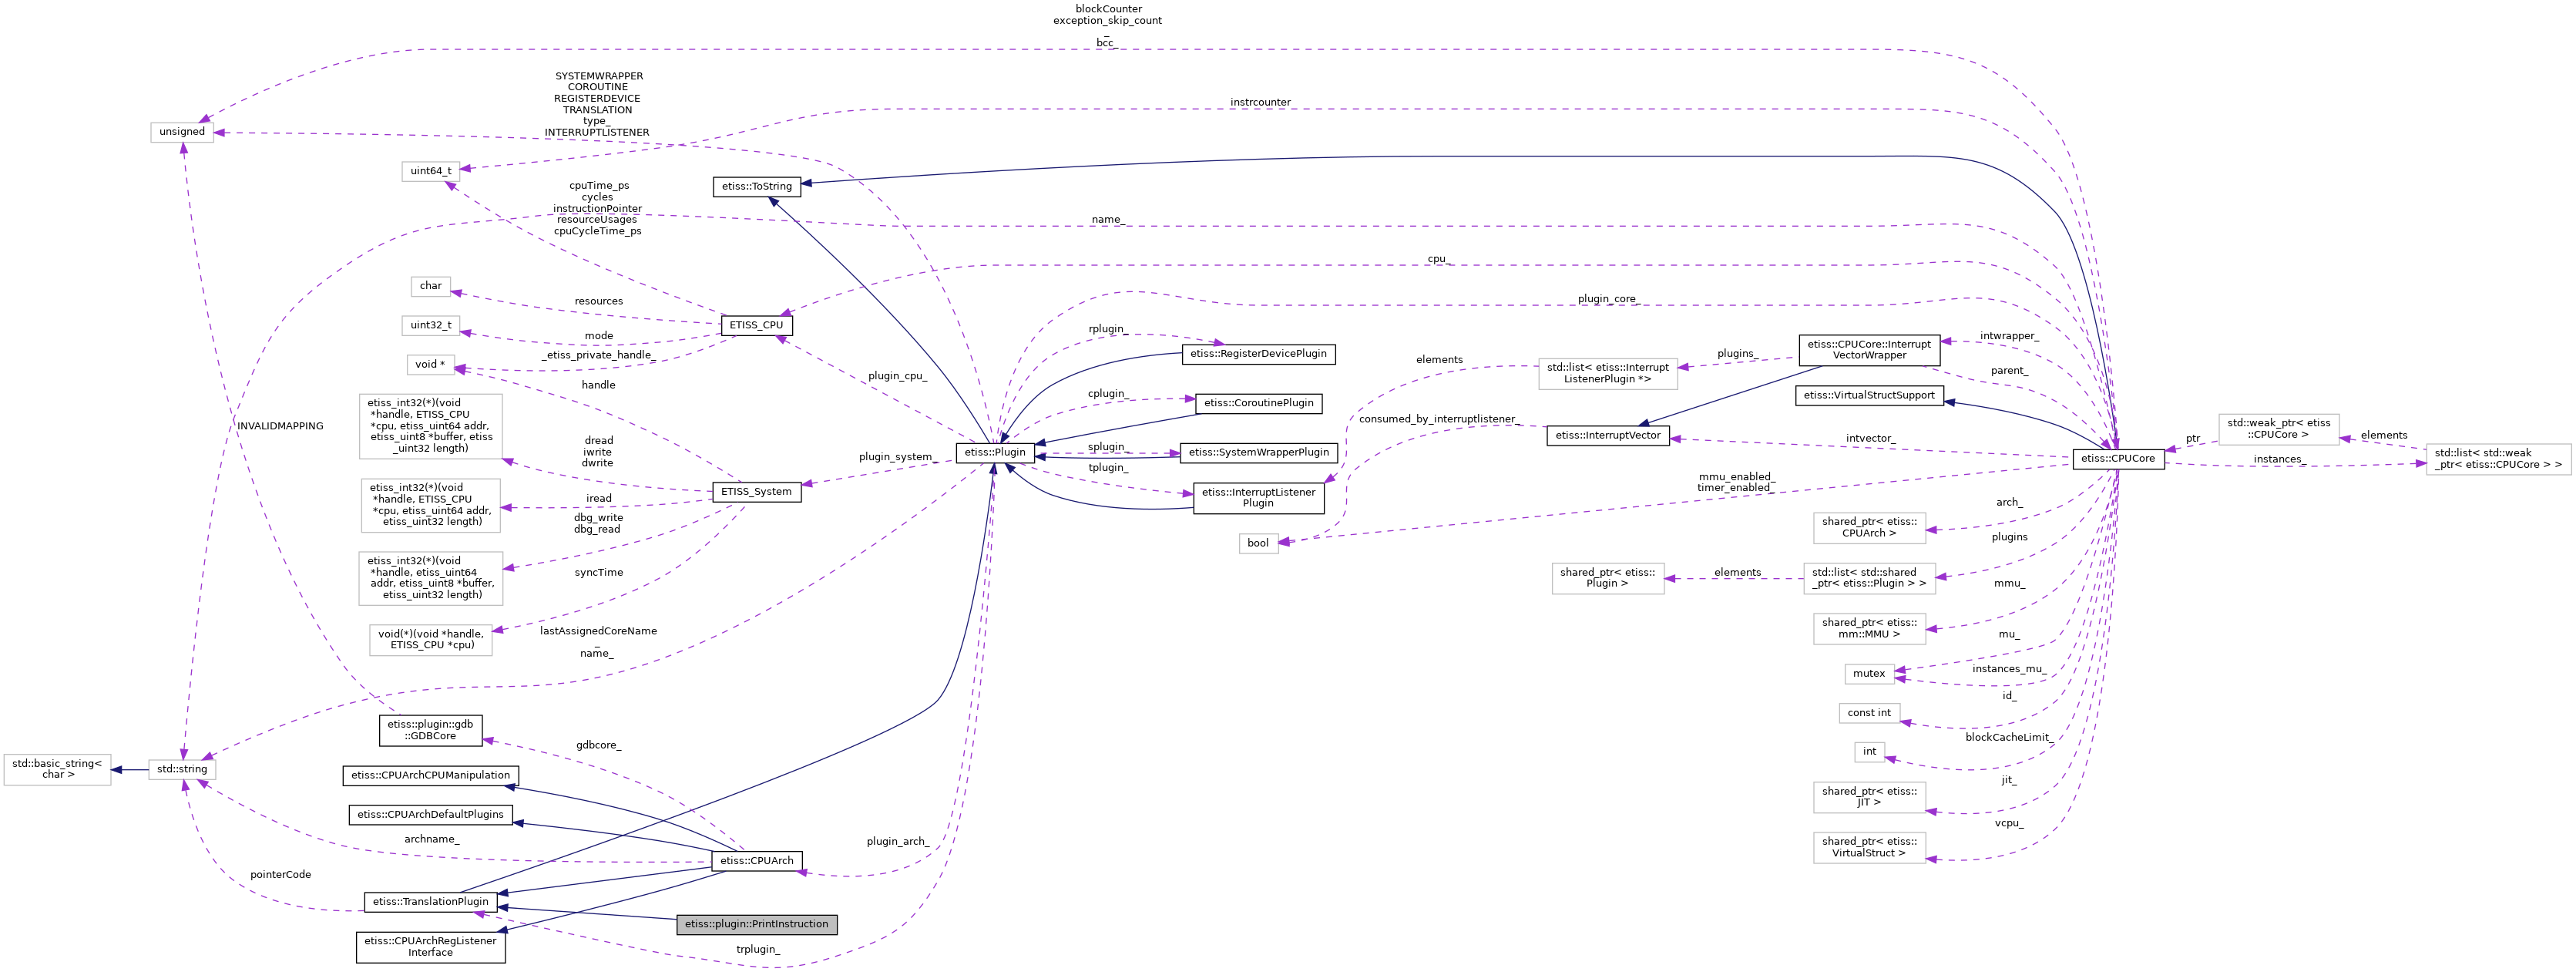 blockCounter
exception_skip_count
_
bcc_
SYSTEMWRAPPER
COROUTINE
REGISTERDEVICE
TRANSLATION
type_
INTERRUPTLISTENER
unsigned
instrcounter
uint64_t
etiss::ToString
cpuTime_ps
cycles
instructionPointer
resourceUsages
cpuCycleTime_ps
name_
cpu_
char
resources
plugin_core_
uint32_t
ETISS_CPU
mode
rplugin_
void *
_etiss_private_handle_
etiss::RegisterDevicePlugin
handle
plugin_cpu_
cplugin_
etiss::CoroutinePlugin
elements
std::list< etiss::Interrupt
ListenerPlugin *>
plugins_
etiss::CPUCore::Interrupt
VectorWrapper
intwrapper_
parent_
etiss::VirtualStructSupport
etiss_int32(*)(void
*handle, ETISS_CPU
*cpu, etiss_uint64 addr,
etiss_uint8 *buffer, etiss
_uint32 length)
INVALIDMAPPING
dread
iwrite
dwrite
plugin_system_
etiss::Plugin
splugin_
etiss::SystemWrapperPlugin
tplugin_
consumed_by_interruptlistener_
etiss::InterruptVector
intvector_
etiss::CPUCore
ptr
std::weak_ptr< etiss
::CPUCore >
elements
instances_
std::list< std::weak
_ptr< etiss::CPUCore > >
etiss_int32(*)(void
*handle, ETISS_CPU
*cpu, etiss_uint64 addr,
etiss_uint32 length)
iread
ETISS_System
etiss::InterruptListener
Plugin
mmu_enabled_
timer_enabled_
bool
arch_
shared_ptr< etiss::
CPUArch >
dbg_write
dbg_read
etiss_int32(*)(void
*handle, etiss_uint64
addr, etiss_uint8 *buffer,
etiss_uint32 length)
syncTime
shared_ptr< etiss::
Plugin >
elements
std::list< std::shared
_ptr< etiss::Plugin > >
plugins
mmu_
void(*)(void *handle,
ETISS_CPU *cpu)
lastAssignedCoreName
_
name_
shared_ptr< etiss::
mm::MMU >
mu_
mutex
instances_mu_
id_
const int
etiss::plugin::gdb
::GDBCore
gdbcore_
blockCacheLimit_
int
std::basic_string<
char >
std::string
etiss::CPUArchCPUManipulation
jit_
shared_ptr< etiss::
JIT >
etiss::CPUArchDefaultPlugins
vcpu_
archname_
plugin_arch_
shared_ptr< etiss::
VirtualStruct >
etiss::CPUArch
pointerCode
etiss::TranslationPlugin
etiss::plugin::PrintInstruction
etiss::CPUArchRegListener
Interface
trplugin_